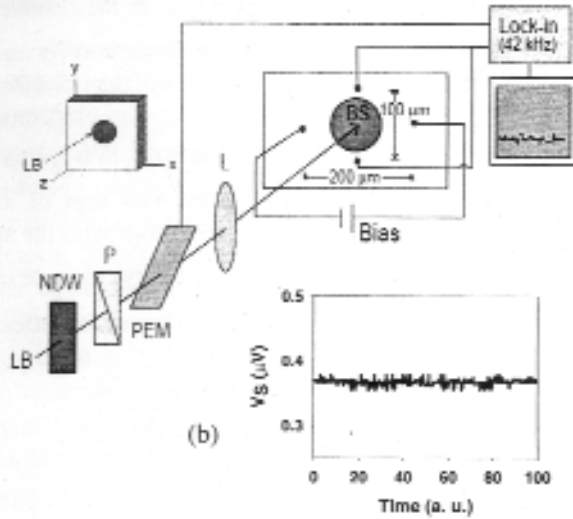 Lock-in
(42 kHz)
y
LB
z
x
BS
100 µm
200 µm
L
Bias
P
NDW
PEM
LB
(b)
0.5
0.4
0.3
Vs (µV)
0 20 40 60 80 100
Time (a. u.)